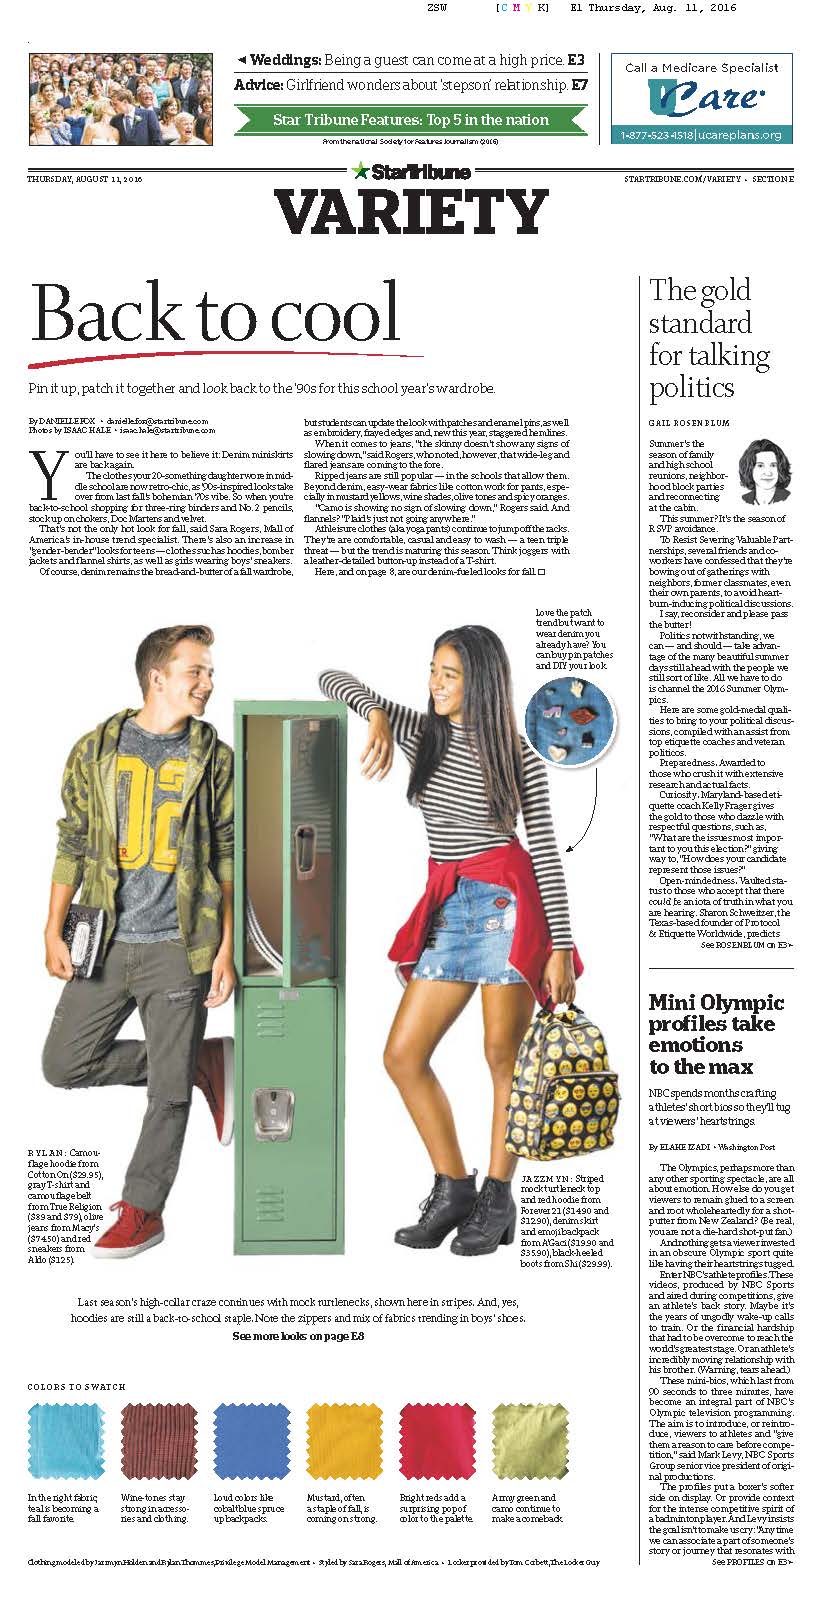 ZSW [CMYK] E1 Thursday, Aug. 11, 2016
◄ Weddings: Being a guest can come at a high price. E3
Advice: Girlfriend wonders about ‘stepson’ relationship. E7
Star Tribune Features: Top 5 in the nation
From the national Society for Features Journalism (2016)
Call a Medicare Specialist
UCare
1-877-523-1518 | ucareplans.org
THURSDAY, AUGUST 11, 2016
StarTribune
STARTRIBUNE.COM/VARIETY • SECTION E
VARIETY
Back to cool
Pin it up, patch it together and look back to the ’90s for this school year’s wardrobe.
By DANIELLE FOX • danielle.fox@startribune.com
Photos by ISAAC HALE • isaac.hale@startribune.com
You’ll have to see it here to believe it: Denim miniskirts
are back again.
The clothes your 20-something daughter wore in mid-
dle school are now retro-chic, as ’90s-inspired looks take
over from last fall’s bohemian ’70s vibe. So when you’re
back-to-school shopping for three-ring binders and No. 2 pencils,
stock up on chokers, Doc Martens and velvet.
That’s not the only hot look for fall, said Sara Rogers, Mall of
America’s in-house trend specialist. There’s also an increase in
“gender-bender” looks for teens — clothes such as hoodies, bomber
jackets and flannel shirts, as well as girls wearing boys’ sneakers.
Of course, denim remains the bread-and-butter of a fall wardrobe,
but students can update the look with patches and enamel pins, as well
as embroidery, frayed edges and, new this year, staggered hemlines.
When it comes to jeans, “the skinny doesn’t show any signs of
slowing down,” said Rogers, who noted, however, that wide-leg and
flared jeans are coming to the fore.
Ripped jeans are still popular — in the schools that allow them.
Beyond denim, easy-wear fabrics like cotton work for pants, espe-
cially in mustard yellows, wine shades, olive tones and spicy oranges.
“Camo is showing no sign of slowing down,” Rogers said. And
flannels? “Plaid’s just not going anywhere.”
Athleisure clothes (aka yoga pants) continue to jump off the racks.
They’re are comfortable, casual and easy to wash — a teen triple
threat — but the trend is maturing this season. Think joggers with
a leather-detailed button-up instead of a T-shirt.
Here, and on page 8, are our denim-fueled looks for fall. □
Love the patch
trend but want to
wear denim you
already have? You
can buy pin patches
and DIY your look.
02
RYLAN: Camou-
flage hoodie from
Cotton On ($29.95),
gray T-shirt and
camouflage belt
from True Religion
($89 and $79), olive
jeans from Macy’s
($74.50) and red
sneakers from
Aldo ($125).
JAZZMYN: Striped
mock turtleneck top
and red hoodie from
Forever 21 ($14.90 and
$12.90), denim skirt
and emoji backpack
from A’Gaci ($19.90 and
$35.90), black-heeled
boots from Shi ($29.99).
Last season’s high-collar craze continues with mock turtlenecks, shown here in stripes. And, yes,
hoodies are still a back-to-school staple. Note the zippers and mix of fabrics trending in boys’ shoes.
See more looks on page E8
COLORS TO SWATCH
In the right fabric,
teal is becoming a
fall favorite.
Wine-tones stay
strong in accesso-
ries and clothing.
Loud colors like
cobalt blue spruce
up backpacks.
Mustard, often
a staple of fall, is
coming on strong.
Bright reds add a
surprising pop of
color to the palette.
Army green and
camo continue to
make a comeback.
Clothing modeled by Jazzmyn Holden and Rylan Thommes, Privilege Model Management • Styled by Sara Rogers, Mall of America • Locker provided by Tom Corbett, The Locker Guy
The gold
standard
for talking
politics
GAIL ROSENBLUM
Summer’s the
season of family
and high school
reunions, neighbor-
hood block parties
and reconnecting
at the cabin.
This summer? It’s the season of
RSVP avoidance.
To Resist Severing Valuable Part-
nerships, several friends and co-
workers have confessed that they’re
bowing out of gatherings with
neighbors, former classmates, even
their own parents, to avoid heart-
burn-inducing political discussions.
I say, reconsider and please pass
the butter!
Politics notwithstanding, we
can — and should — take advan-
tage of the many beautiful summer
days still ahead with the people we
still sort of like. All we have to do
is channel the 2016 Summer Olym-
pics.
Here are some gold-medal quali-
ties to bring to your political discus-
sions, compiled with an assist from
top etiquette coaches and veteran
politicos.
Preparedness. Awarded to
those who crush it with extensive
research and actual facts.
Curiosity. Maryland-based eti-
quette coach Kelly Frager gives
the gold to those who dazzle with
respectful questions, such as,
“What are the issues most impor-
tant to you this election?” giving
way to, “How does your candidate
represent those issues?”
Open-mindedness. Vaulted sta-
tus to those who accept that there
could be an iota of truth in what you
are hearing. Sharon Schweitzer, the
Texas-based founder of Protocol
& Etiquette Worldwide, predicts
See ROSENBLUM on E3 ►
Mini Olympic
profiles take
emotions
to the max
NBC spends months crafting
athletes’ short bios so they’ll tug
at viewers’ heartstrings.
By ELAHE IZADI • Washington Post
The Olympics, perhaps more than
any other sporting spectacle, are all
about emotion. How else do you get
viewers to remain glued to a screen
and root wholeheartedly for a shot-
putter from New Zealand? (Be real,
you are not a die-hard shot-put fan.)
And nothing gets a viewer invested
in an obscure Olympic sport quite
like having their heartstrings tugged.
Enter NBC’s athlete profiles. These
videos, produced by NBC Sports
and aired during competitions, give
an athlete’s back story. Maybe it’s
the years of ungodly wake-up calls
to train. Or the financial hardship
that had to be overcome to reach the
world’s greatest stage. Or an athlete’s
incredibly moving relationship with
his brother. (Warning, tears ahead.)
These mini-bios, which last from
90 seconds to three minutes, have
become an integral part of NBC’s
Olympic television programming.
The aim is to introduce, or reintro-
duce, viewers to athletes and “give
them a reason to care before compe-
tition,” said Mark Levy, NBC Sports
Group senior vice president of origi-
nal productions.
The profiles put a boxer’s softer
side on display. Or provide context
for the intense competitive spirit of
a badminton player. And Levy insists
the goal isn’t to make us cry: “Any time
we can associate a part of someone’s
story or journey that resonates with
See PROFILES on E3 ►